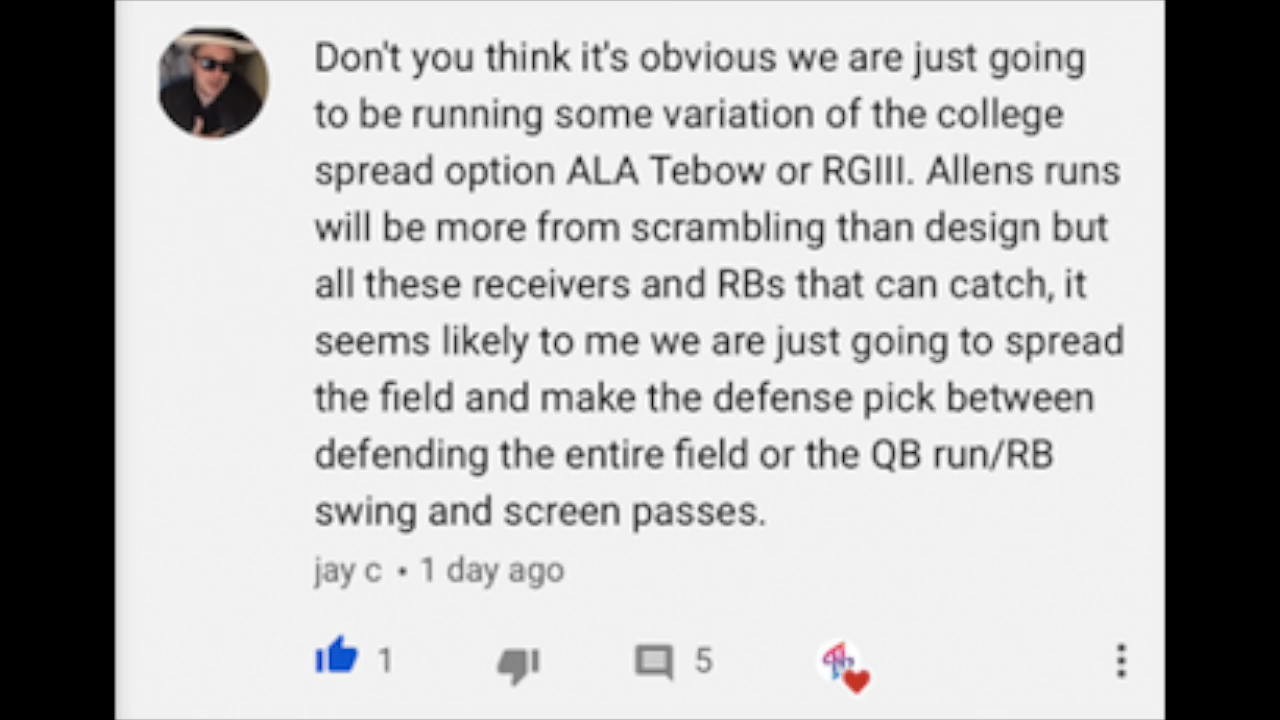 Don't you think it's obvious we are just going
to be running some variation of the college
spread option ALA Tebow or RGIII. Allens runs
will be more from scrambling than design but
all these receivers and RBs that can catch, it
seems likely to me we are just going to spread
the field and make the defense pick between
defending the entire field or the QB run/RB
swing and screen passes.
jay c • 1 day ago
1 5